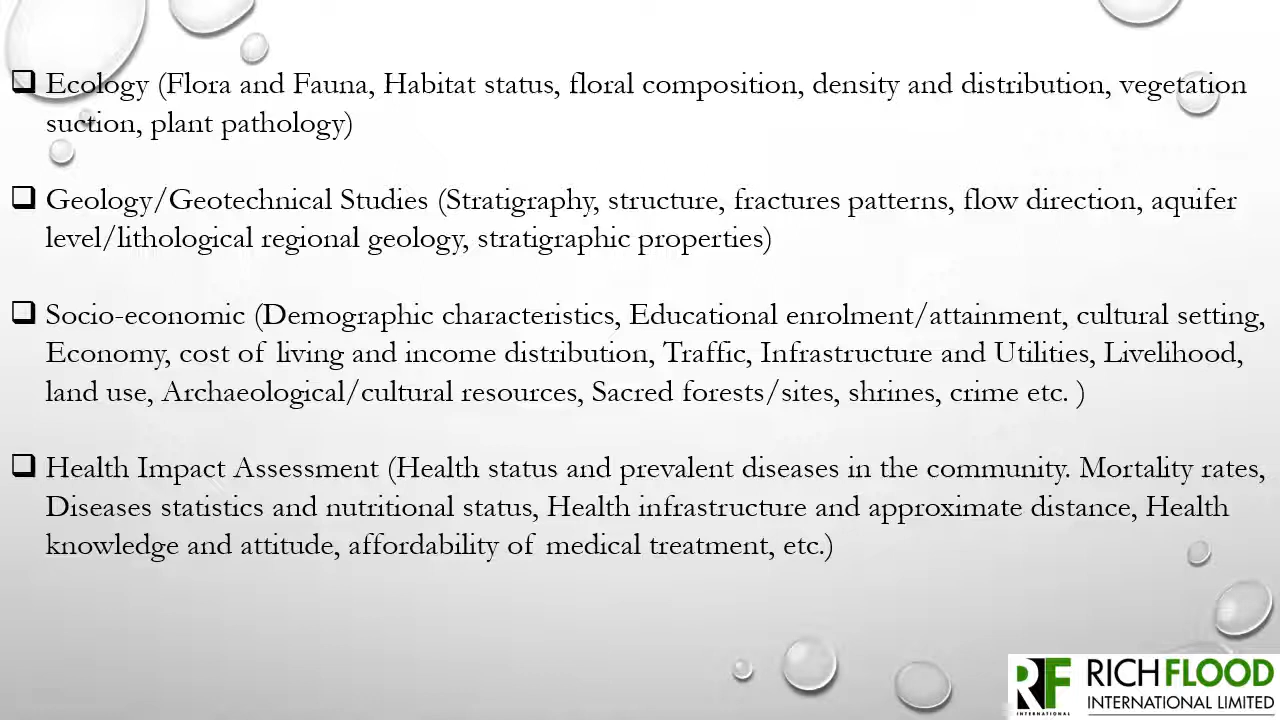 ❑ Ecology (Flora and Fauna, Habitat status, floral composition, density and distribution, vegetation
suction, plant pathology)
❑ Geology/Geotechnical Studies (Stratigraphy, structure, fractures patterns, flow direction, aquifer
level/lithological regional geology, stratigraphic properties)
❑ Socio-economic (Demographic characteristics, Educational enrolment/attainment, cultural setting,
Economy, cost of living and income distribution, Traffic, Infrastructure and Utilities, Livelihood,
land use, Archaeological/cultural resources, Sacred forests/sites, shrines, crime etc. )
❑ Health Impact Assessment (Health status and prevalent diseases in the community. Mortality rates,
Diseases statistics and nutritional status, Health infrastructure and approximate distance, Health
knowledge and attitude, affordability of medical treatment, etc.)
RF
INTERNATIONAL
RICHFLOOD
INTERNATIONAL LIMITED